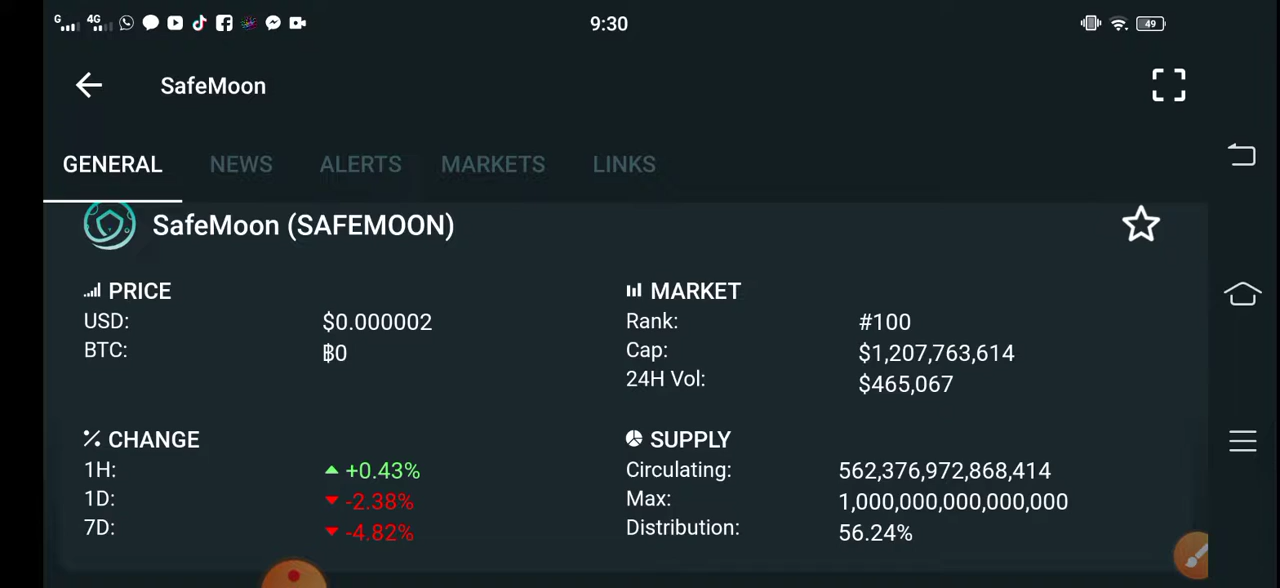 G 4G 9:30 49
SafeMoon
GENERAL NEWS ALERTS MARKETS LINKS
SafeMoon (SAFEMOON)
PRICE
USD: $0.000002
BTC: ฿0
MARKET
Rank: #100
Cap: $1,207,763,614
24H Vol: $465,067
CHANGE
1H: +0.43%
1D: -2.38%
7D: -4.82%
SUPPLY
Circulating: 562,376,972,868,414
Max: 1,000,000,000,000,000
Distribution: 56.24%